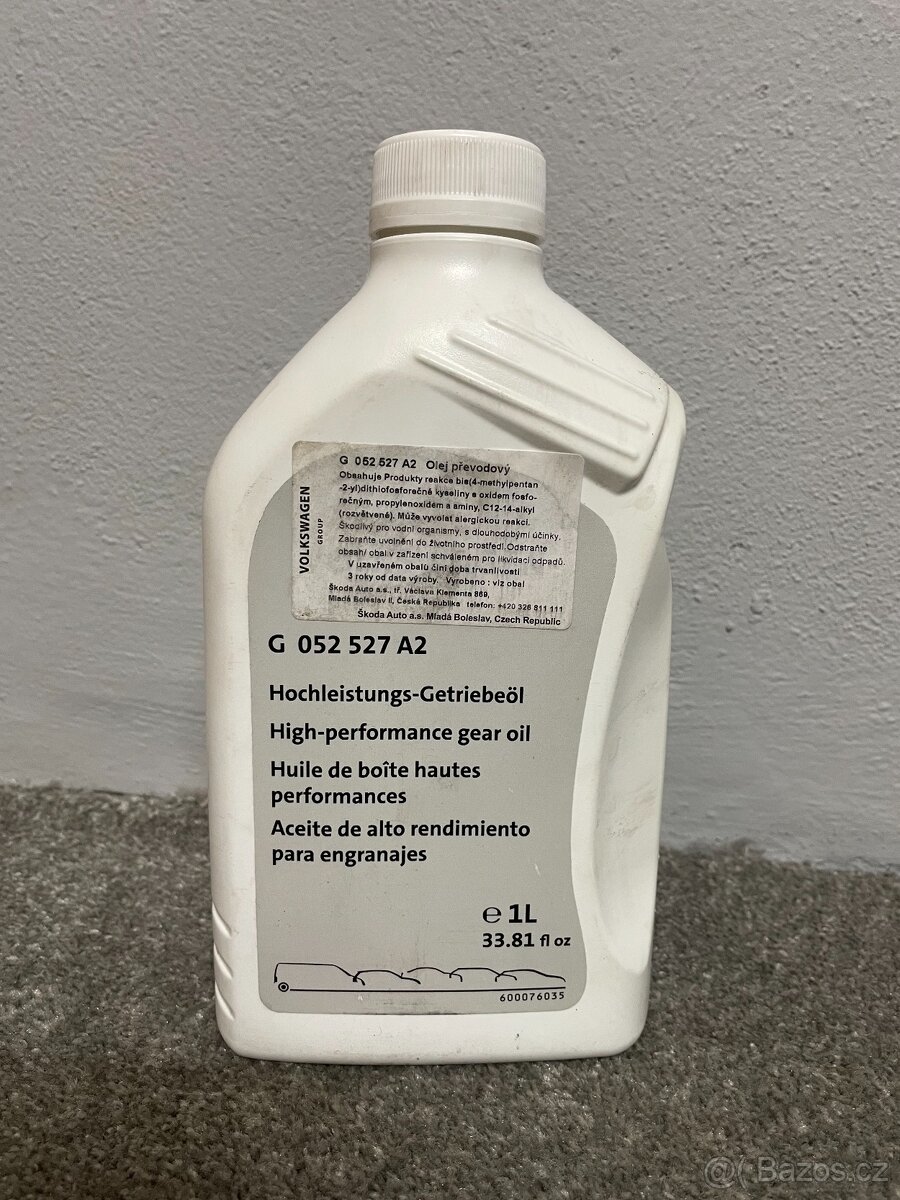 G 052 527 A2 Olej převodový
Obsahuje Produkty reakce bis(4-methylpentan
-2-yl)dithiofosforečné kyseliny s oxidem fosfo-
rečným, propylenoxidem a aminy, C12-14-alkyl
(rozvětvené). Může vyvolat alergickou reakci.
Škodlivý pro vodní organismy, s dlouhodobými účinky.
Zabraňte uvolnění do životního prostředí. Odstraňte
obsah/ obal v zařízení schváleném pro likvidaci odpadů.
V uzavřeném obalů činí doba trvanlivosti
3 roky od data výroby. Vyrobeno : viz obal
Škoda Auto a.s., tř. Václava Klementa 869,
Mladá Boleslav II, Česká Republika telefon: +420 326 811 111
Škoda Auto a.s. Mladá Boleslav, Czech Republic
VOLKSWAGEN
GROUP
G 052 527 A2
Hochleistungs-Getriebeöl
High-performance gear oil
Huile de boîte hautes
performances
Aceite de alto rendimiento
para engranajes
℮ 1L
33.81 fl oz
600076035
@( Bazoš.cz